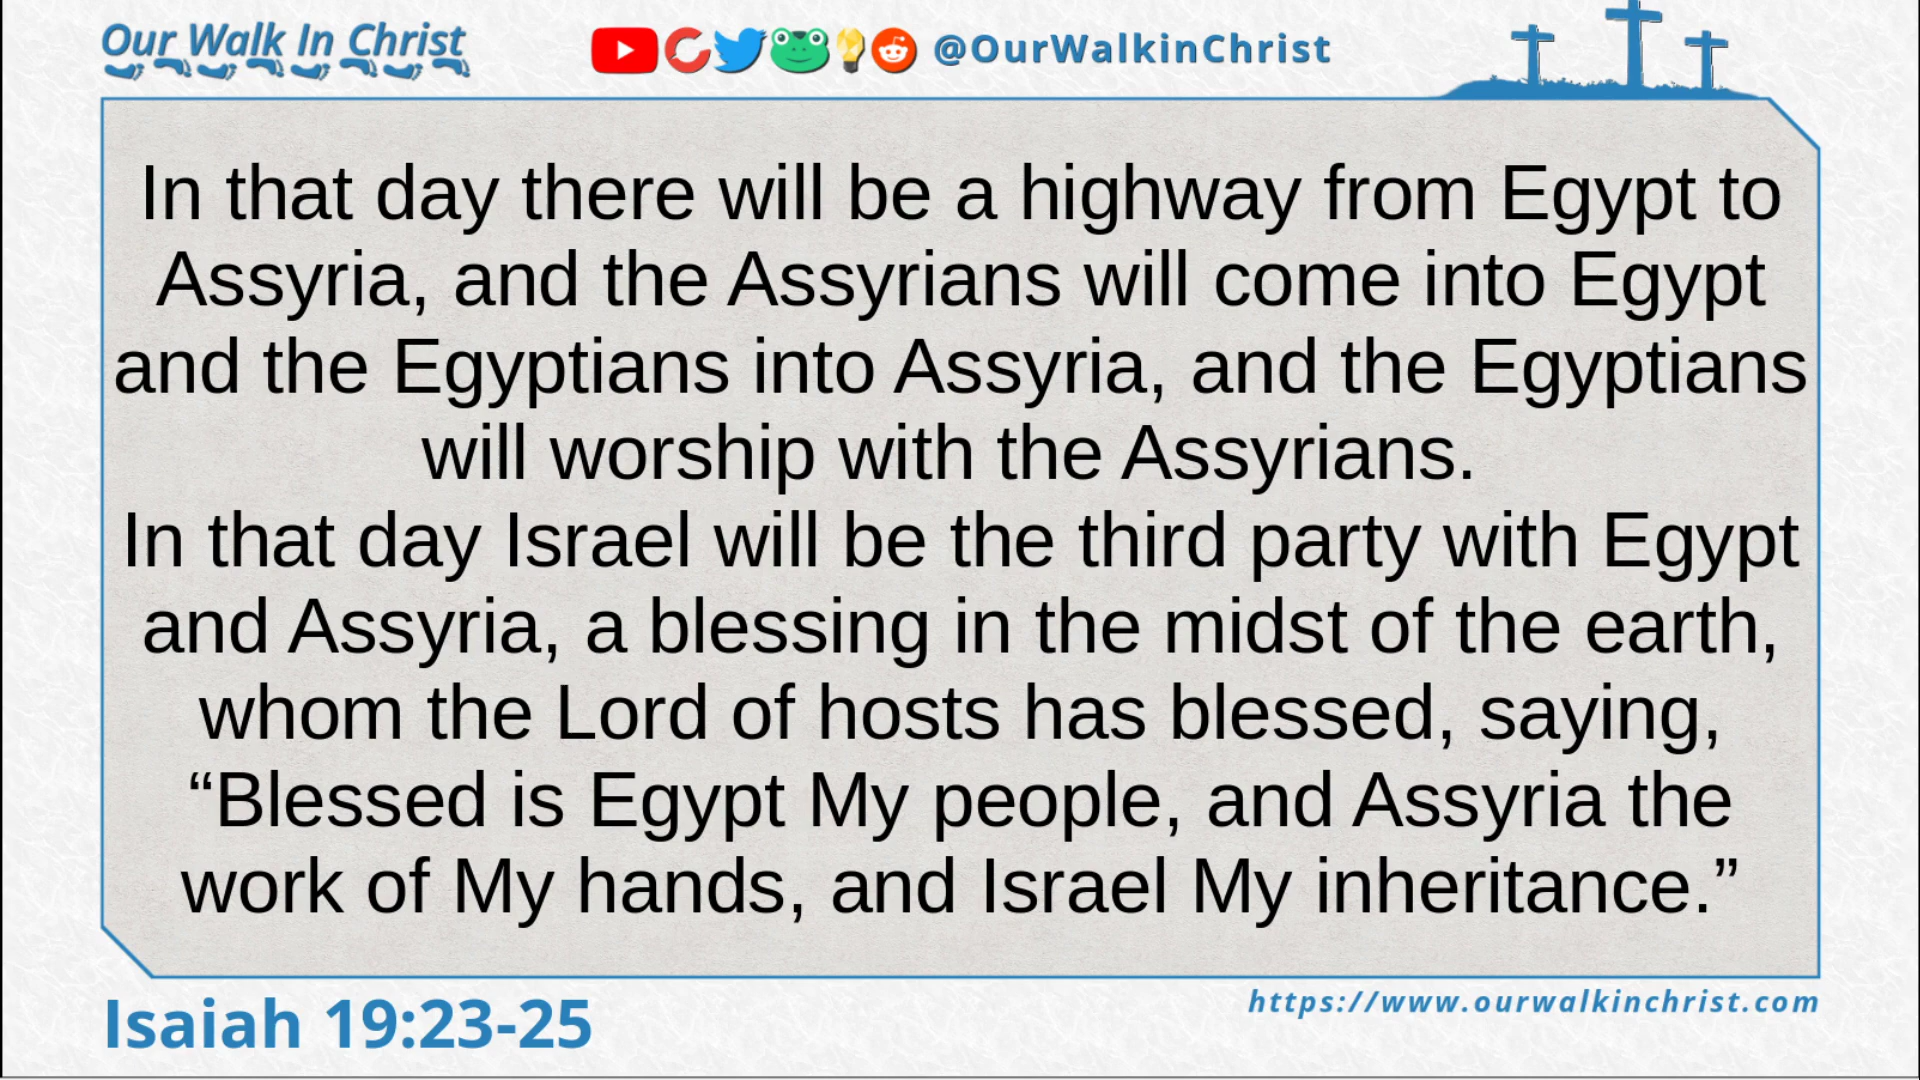 Our Walk In Christ
@OurWalkinChrist
In that day there will be a highway from Egypt to
Assyria, and the Assyrians will come into Egypt
and the Egyptians into Assyria, and the Egyptians
will worship with the Assyrians.
In that day Israel will be the third party with Egypt
and Assyria, a blessing in the midst of the earth,
whom the Lord of hosts has blessed, saying,
“Blessed is Egypt My people, and Assyria the
work of My hands, and Israel My inheritance.”
Isaiah 19:23-25
https://www.ourwalkinchrist.com